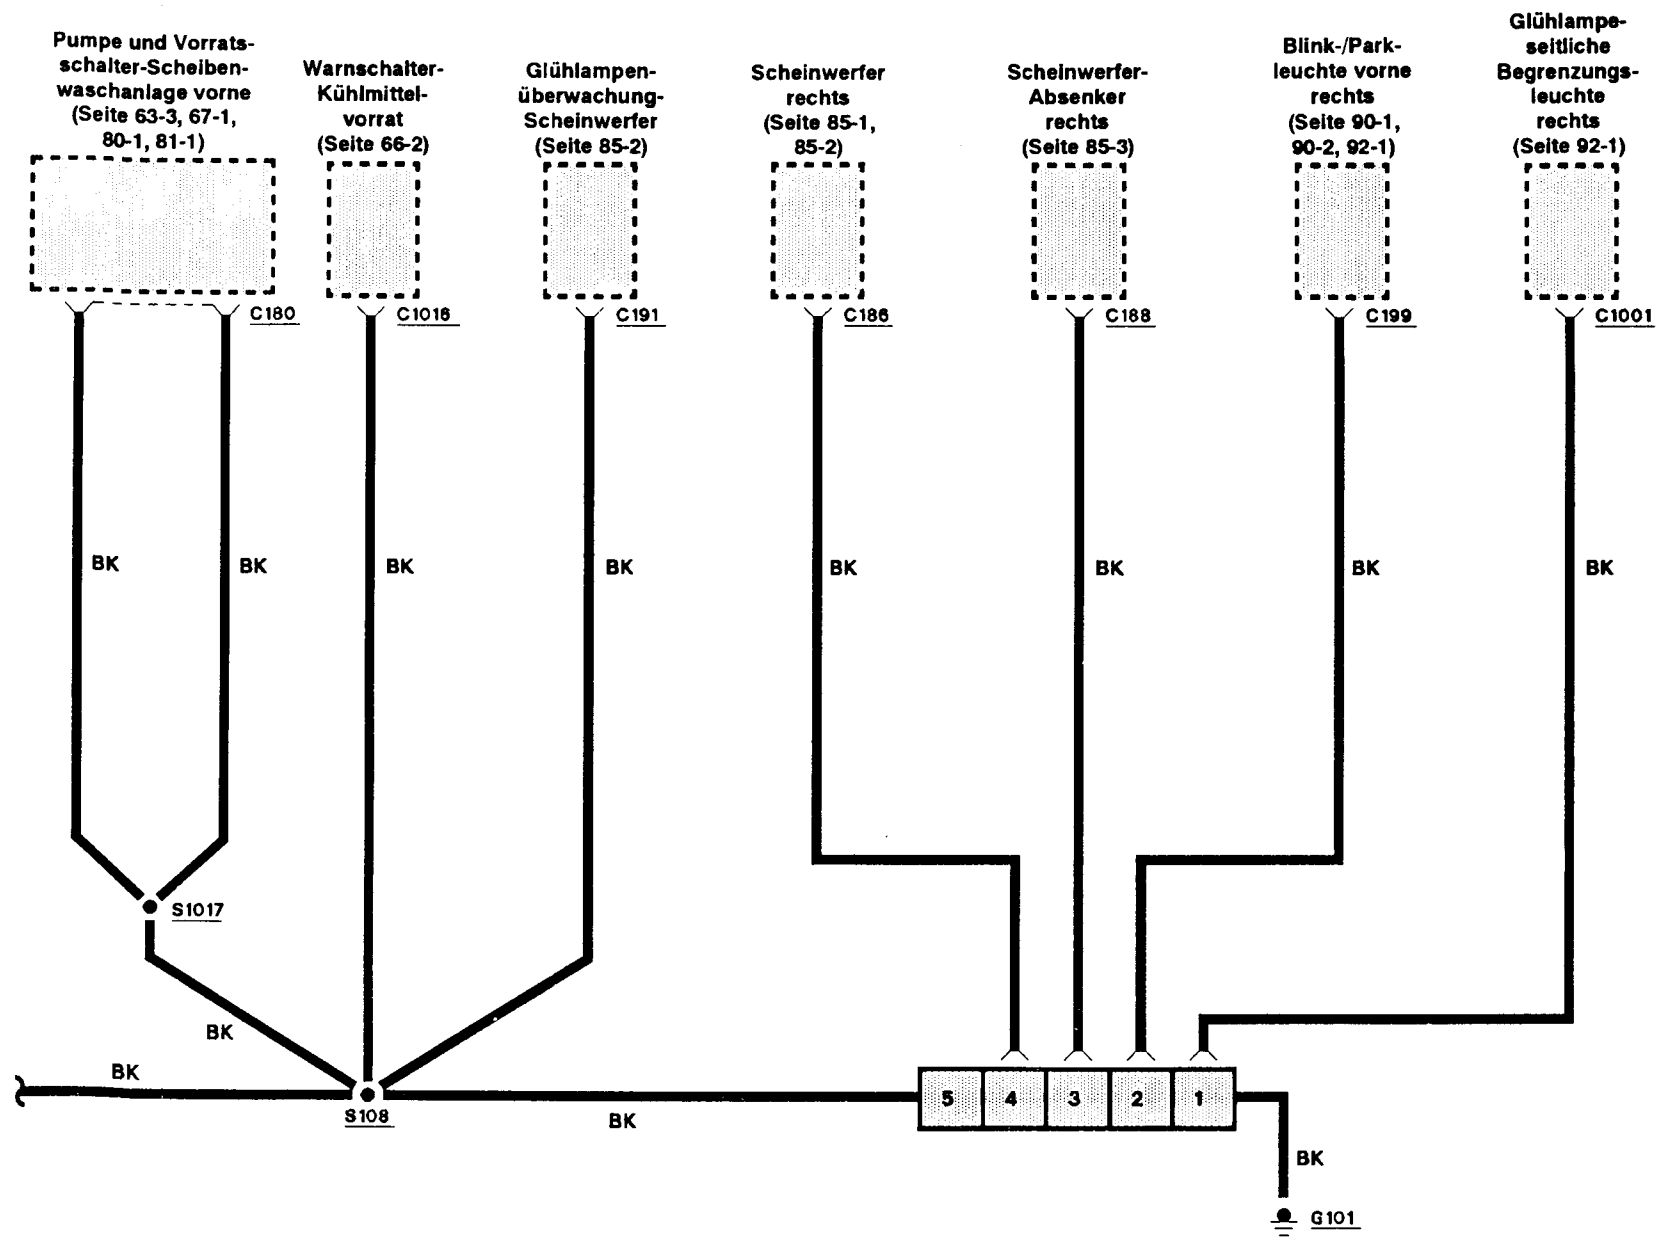 Pumpe und Vorrats-
schalter-Scheiben-
waschanlage vorne
(Seite 63-3, 67-1,
80-1, 81-1)
Warnschalter-
Kühlmittel-
vorrat
(Seite 66-2)
Glühlampen-
überwachung-
Scheinwerfer
(Seite 85-2)
Scheinwerfer
rechts
(Seite 85-1,
85-2)
Scheinwerfer-
Absenker
rechts
(Seite 85-3)
Blink-/Park-
leuchte vorne
rechts
(Seite 90-1,
90-2, 92-1)
Glühlampe-
seitliche
Begrenzungs-
leuchte
rechts
(Seite 92-1)
C180
C1016
C191
C186
C188
C199
C1001
BK
BK
BK
BK
BK
BK
BK
BK
S1017
BK
BK
S108
BK
5
4
3
2
1
BK
G101